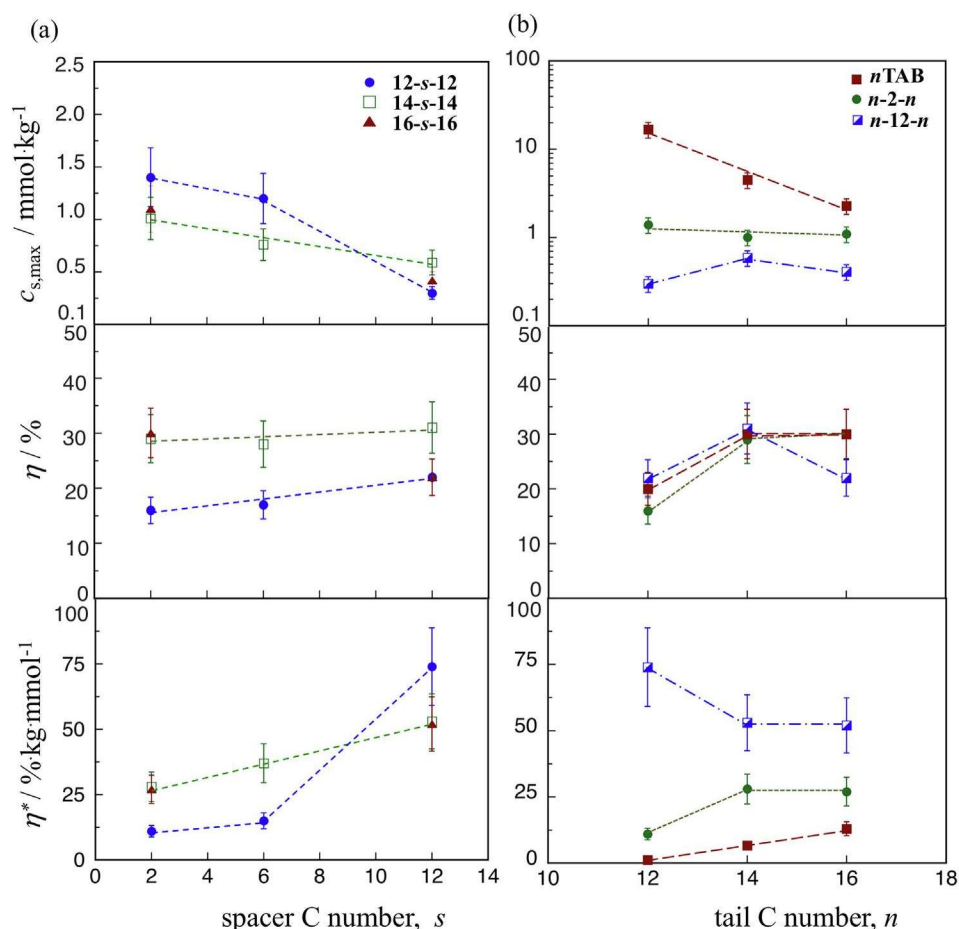 (a)
(b)
2.5
2.0
1.5
1.0
0.5
0.1
c_s,max / mmol·kg⁻¹
12-s-12
14-s-14
16-s-16
100
10
1
0.1
nTAB
n-2-n
n-12-n
50
40
30
20
10
0
η / %
50
40
30
20
10
0
100
75
50
25
0
η* / %·kg·mmol⁻¹
100
75
50
25
0
0 2 4 6 8 10 12 14
spacer C number, s
10 12 14 16 18
tail C number, n